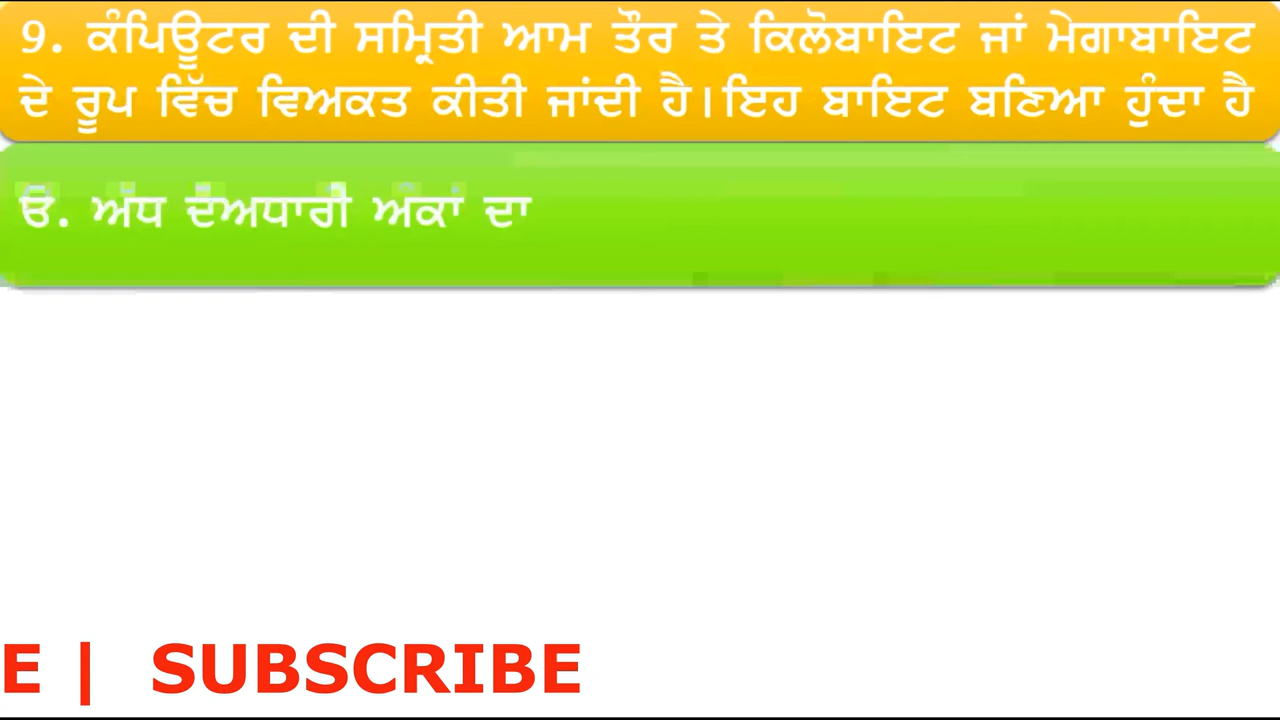 9. ਕੰਪਿਊਟਰ ਦੀ ਸਮ੍ਰਿਤੀ ਆਮ ਤੌਰ ਤੇ ਕਿਲੋਬਾਇਟ ਜਾਂ ਮੇਗਾਬਾਇਟ
ਦੇ ਰੂਪ ਵਿੱਚ ਵਿਅਕਤ ਕੀਤੀ ਜਾਂਦੀ ਹੈ।ਇਹ ਬਾਇਟ ਬਣਿਆ ਹੁੰਦਾ ਹੈ
ੳ. ਅੱਧ ਦੋਅਧਾਰੀ ਅੰਕਾਂ ਦਾ
E | SUBSCRIBE